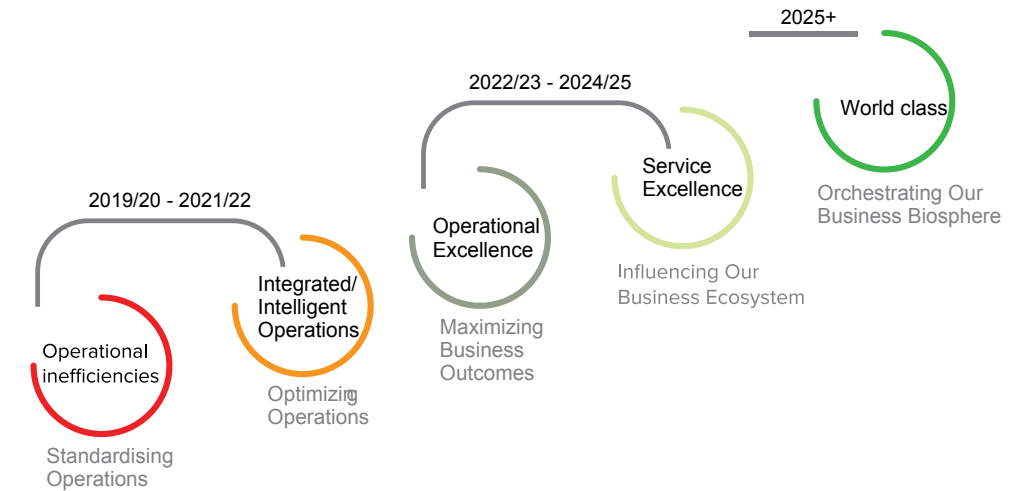 2019/20 - 2021/22
Operational
inefficiencies
Standardising
Operations
Integrated/
Intelligent
Operations
Optimizing
Operations
2022/23 - 2024/25
Operational
Excellence
Maximizing
Business
Outcomes
Service
Excellence
Influencing Our
Business Ecosystem
2025+
World class
Orchestrating Our
Business Biosphere